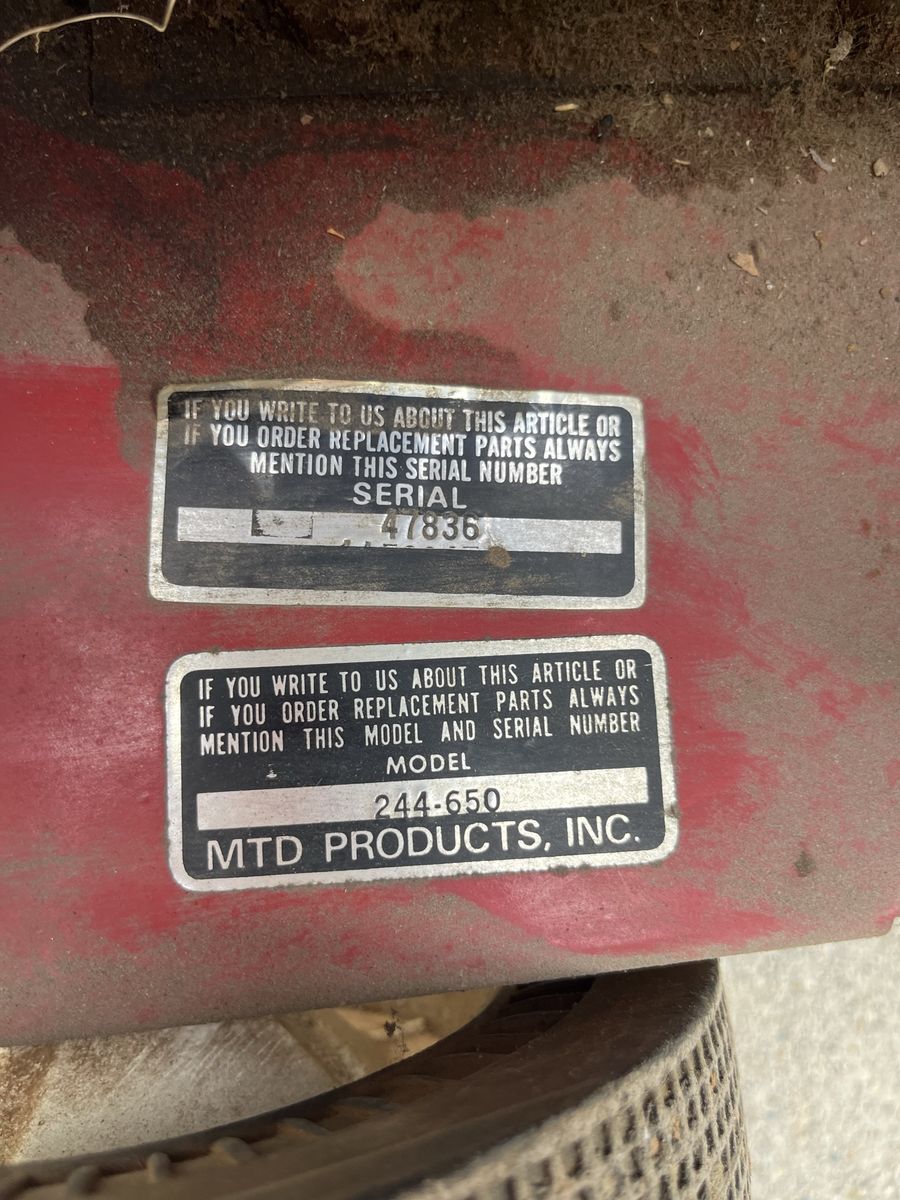 IF YOU WRITE TO US ABOUT THIS ARTICLE OR
IF YOU ORDER REPLACEMENT PARTS ALWAYS
MENTION THIS SERIAL NUMBER
SERIAL
47836
IF YOU WRITE TO US ABOUT THIS ARTICLE OR
IF YOU ORDER REPLACEMENT PARTS ALWAYS
MENTION THIS MODEL AND SERIAL NUMBER
MODEL
244-650
MTD PRODUCTS, INC.